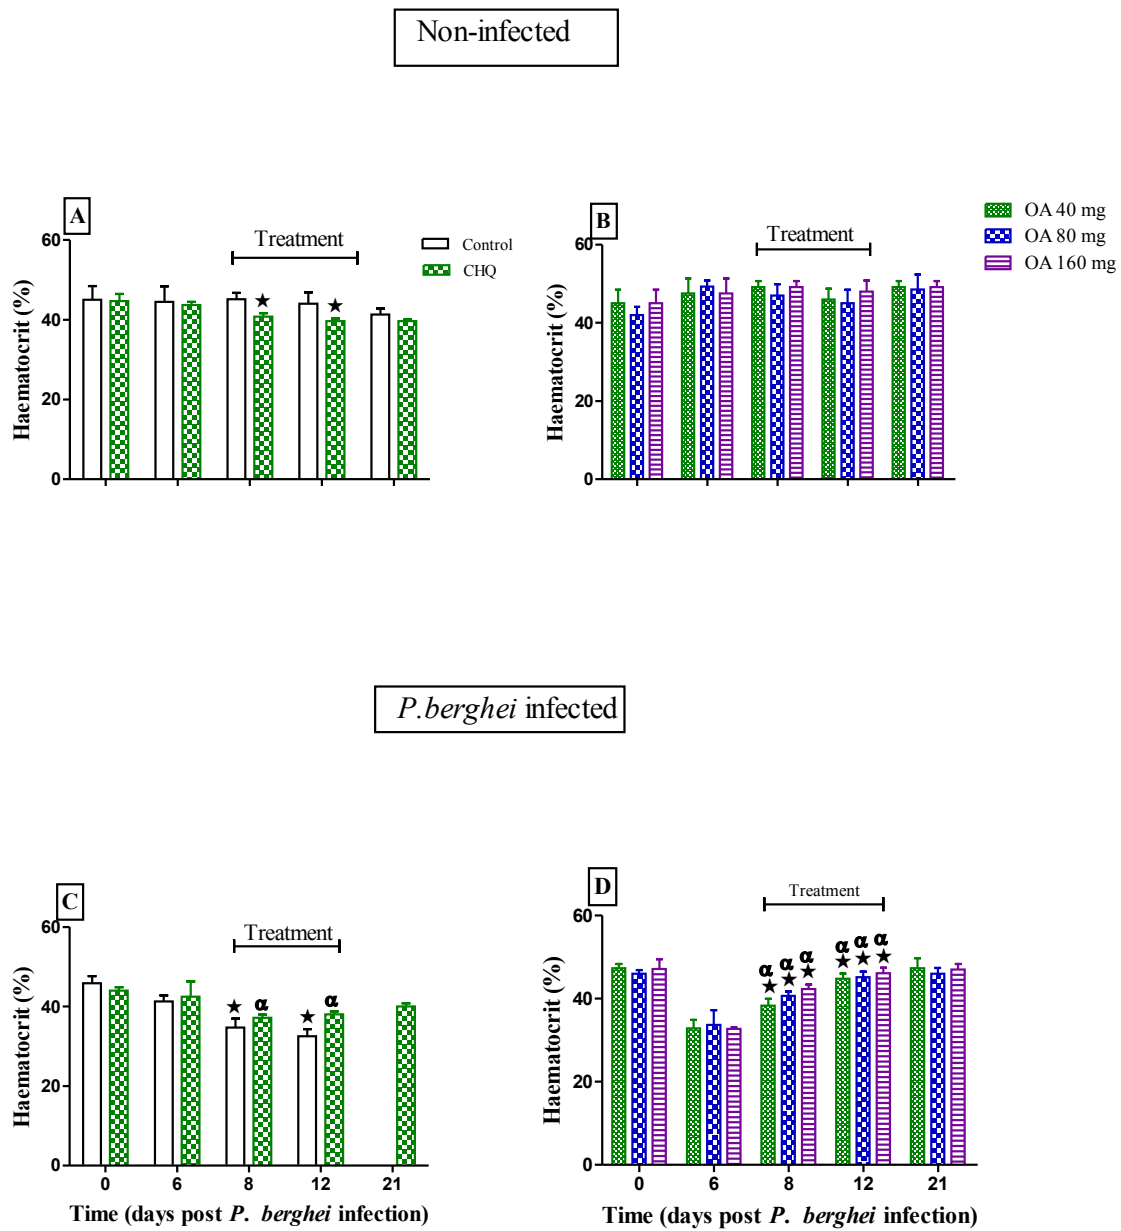 Non-infected
A
Treatment
Control
CHQ
★
★
Haematocrit (%)
60
40
20
0
B
Treatment
OA 40 mg
OA 80 mg
OA 160 mg
Haematocrit (%)
60
40
20
0
P.berghei infected
C
Treatment
★
α
★
α
Haematocrit (%)
60
40
20
0
0 6 8 12 21
Time (days post P. berghei infection)
D
Treatment
α α α
★ ★ ★
α α α
★ ★ ★
Haematocrit (%)
60
40
20
0
0 6 8 12 21
Time (days post P. berghei infection)